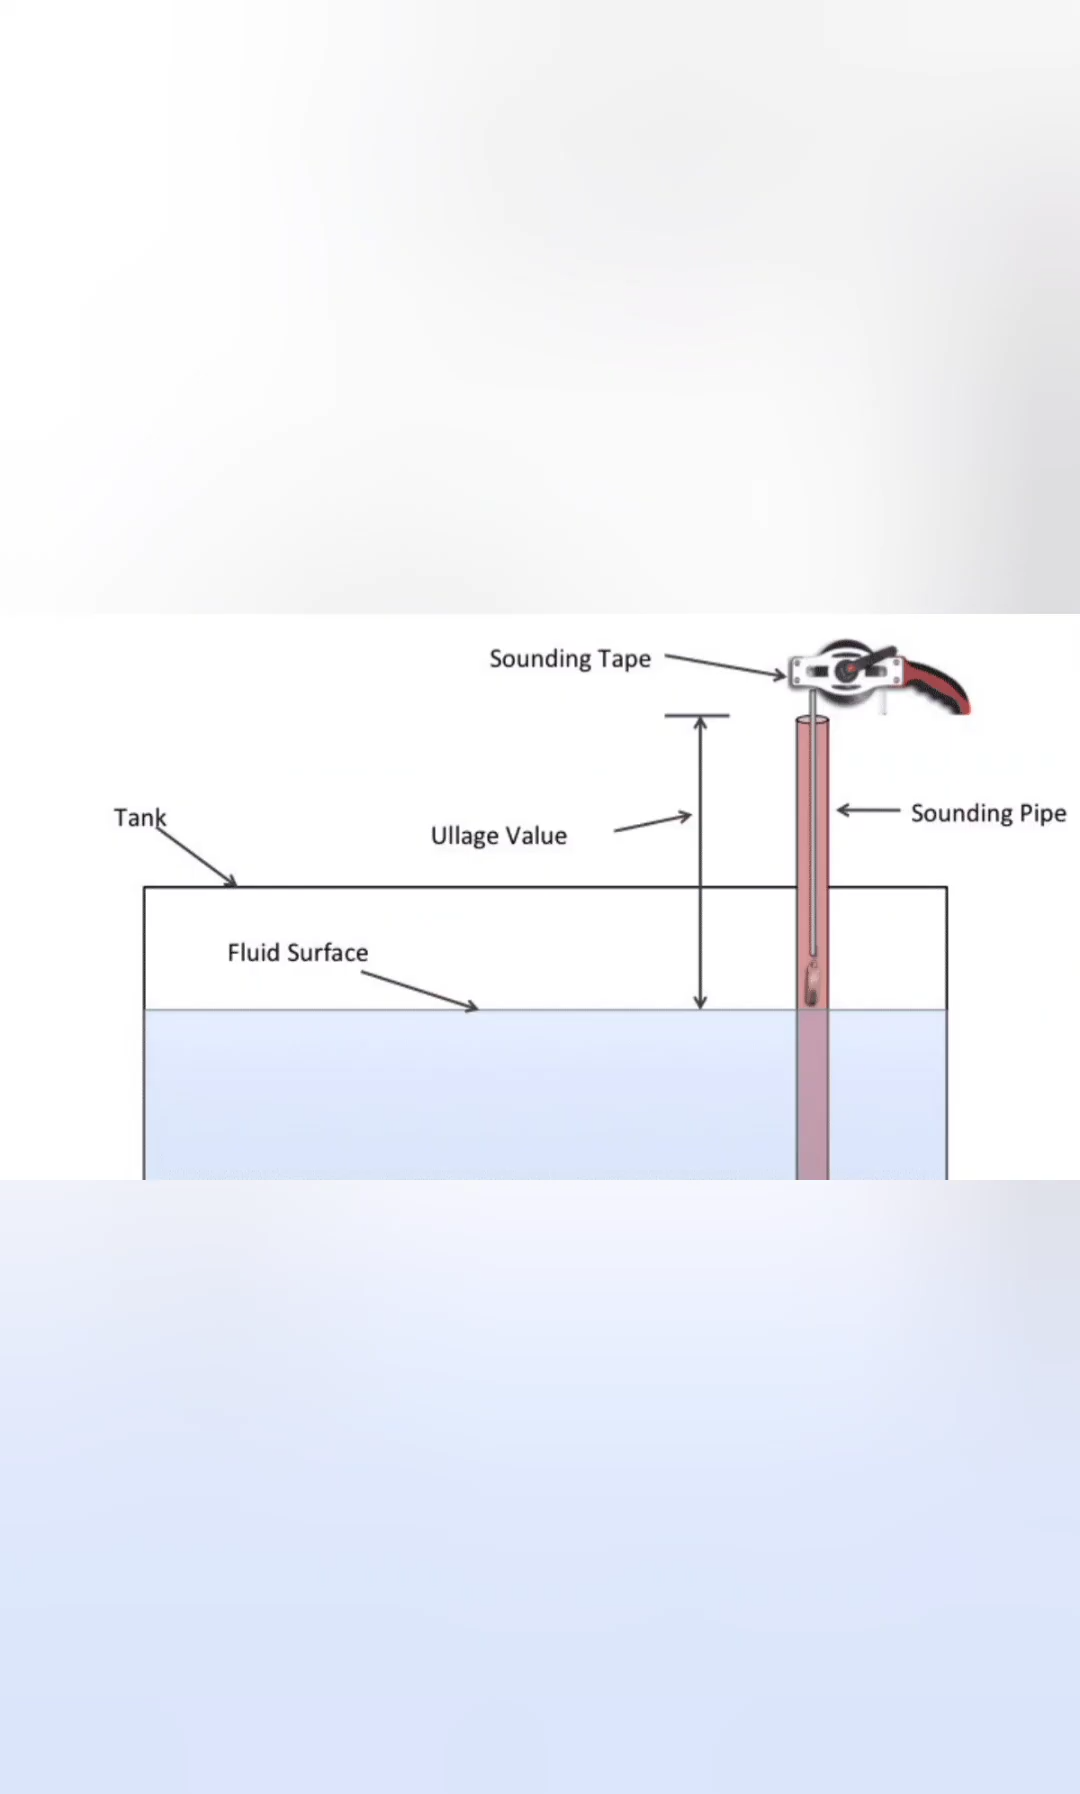 Sounding Tape
Tank
Sounding Pipe
Ullage Value
Fluid Surface